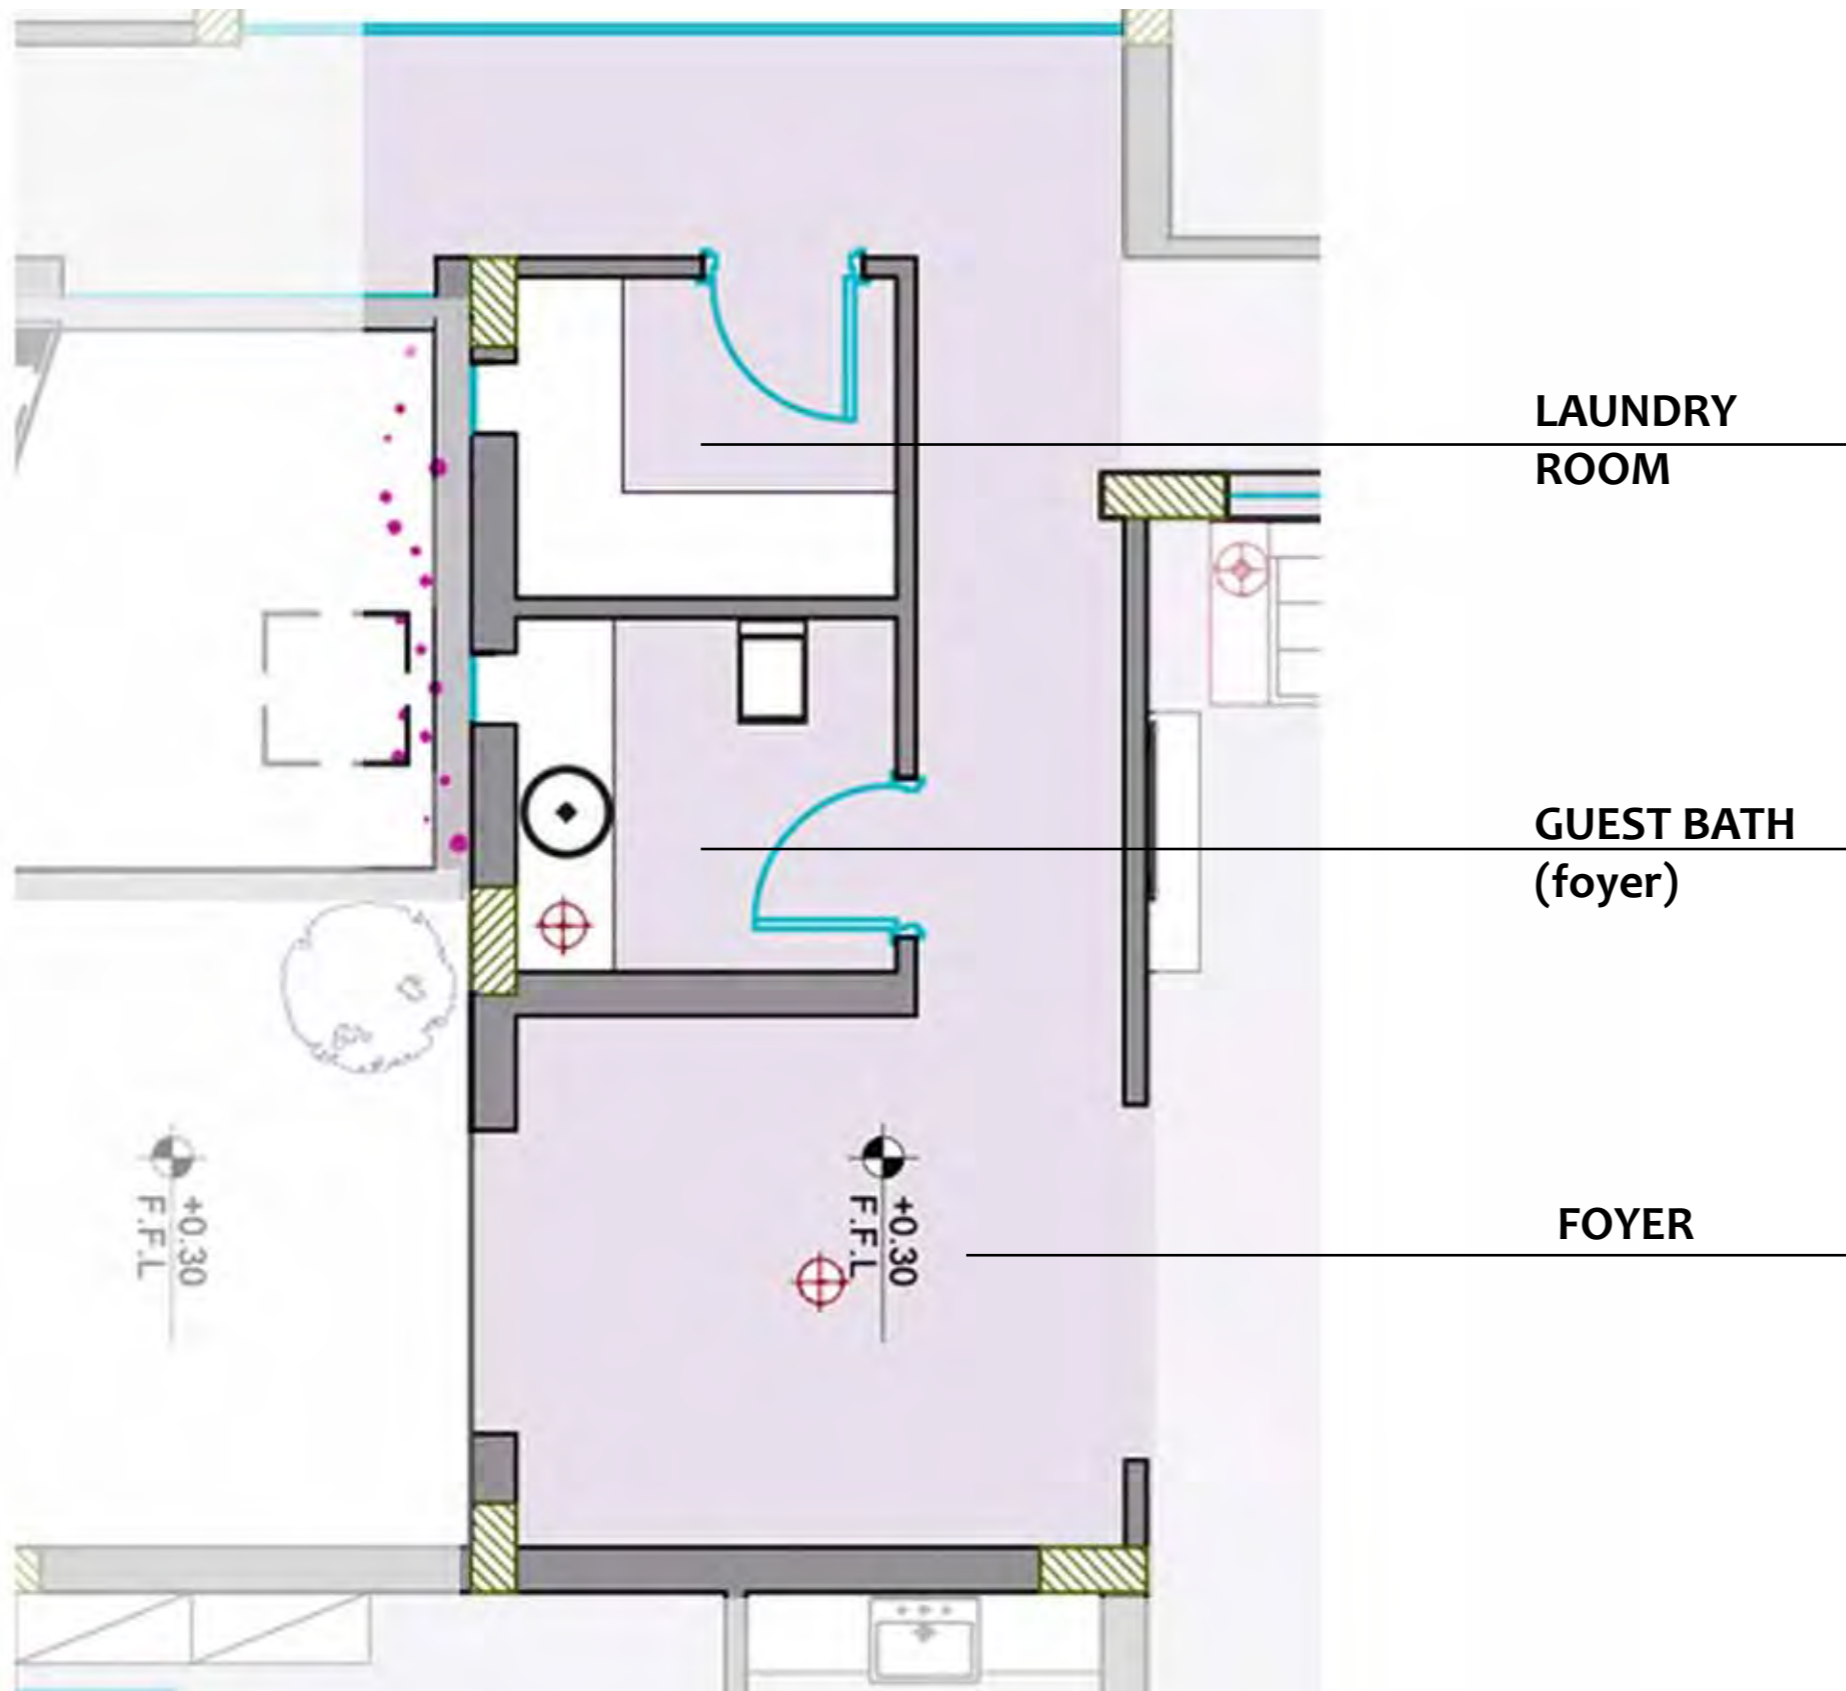 LAUNDRY
ROOM
GUEST BATH
(foyer)
+0.30
F.F.L
+0.30
F.F.L
FOYER